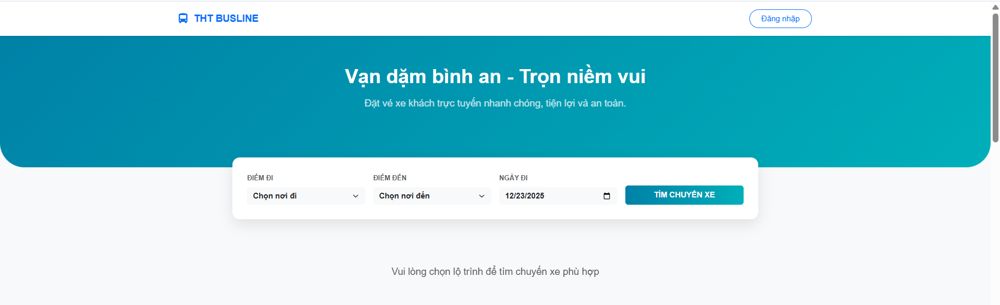 THT BUSLINE
Đăng nhập
Vạn dặm bình an - Trọn niềm vui
Đặt vé xe khách trực tuyến nhanh chóng, tiện lợi và an toàn.
ĐIỂM ĐI
ĐIỂM ĐẾN
NGÀY ĐI
Chọn nơi đi
Chọn nơi đến
12/23/2025
TÌM CHUYẾN XE
Vui lòng chọn lộ trình để tìm chuyến xe phù hợp